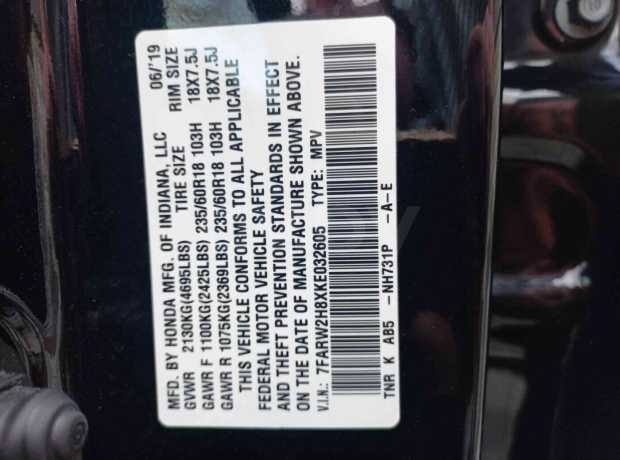 MFD. BY HONDA MFG. OF INDIANA, LLC 06/'19
GVWR 2130KG(4695LBS) TIRE SIZE RIM SIZE
GAWR F 1100KG(2425LBS) 235/60R18 103H 18X7.5J
GAWR R 1075KG(2369LBS) 235/60R18 103H 18X7.5J
THIS VEHICLE CONFORMS TO ALL APPLICABLE
FEDERAL MOTOR VEHICLE SAFETY
AND THEFT PREVENTION STANDARDS IN EFFECT
ON THE DATE OF MANUFACTURE SHOWN ABOVE.
V.I.N.: 7FARW2H8XKE032605 TYPE: MPV
TNR K AB5 -NH731P -A-E